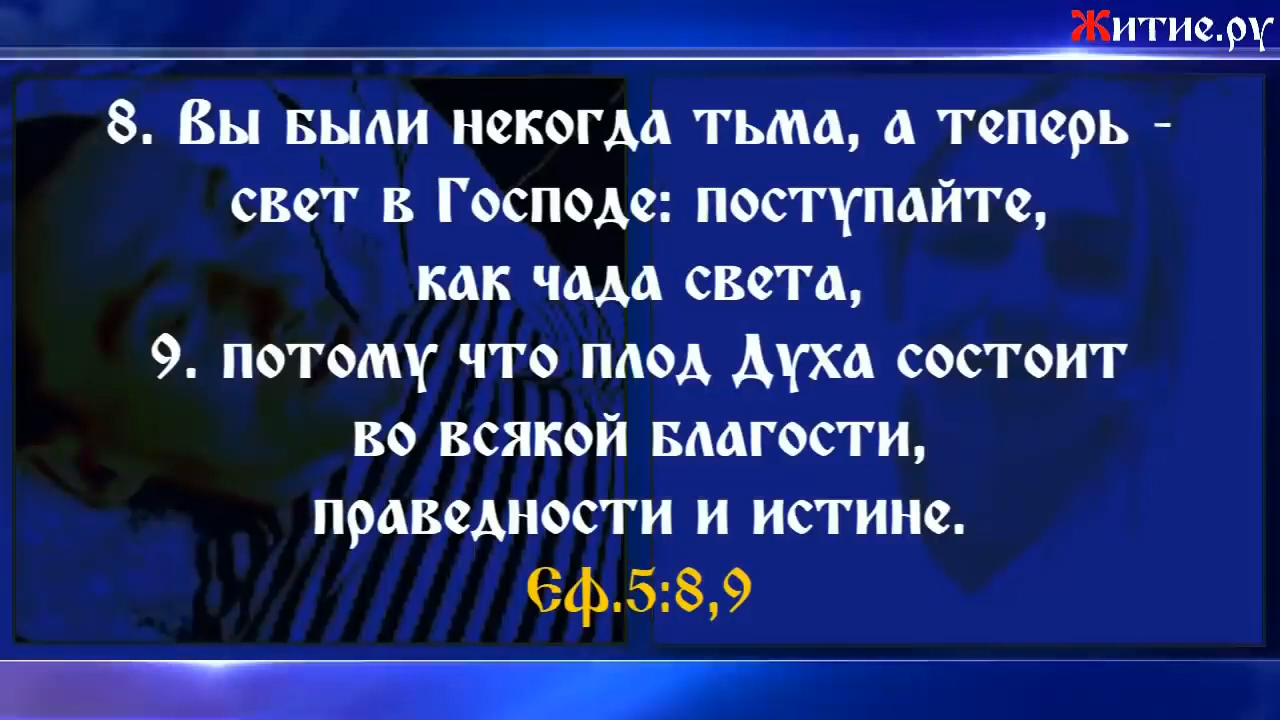 Житие.ру
8. Вы были некогда тьма, а теперь -
свет в Господе: поступайте,
как чада света,
9. потому что плод Духа состоит
во всякой благости,
праведности и истине.
Еф.5:8,9